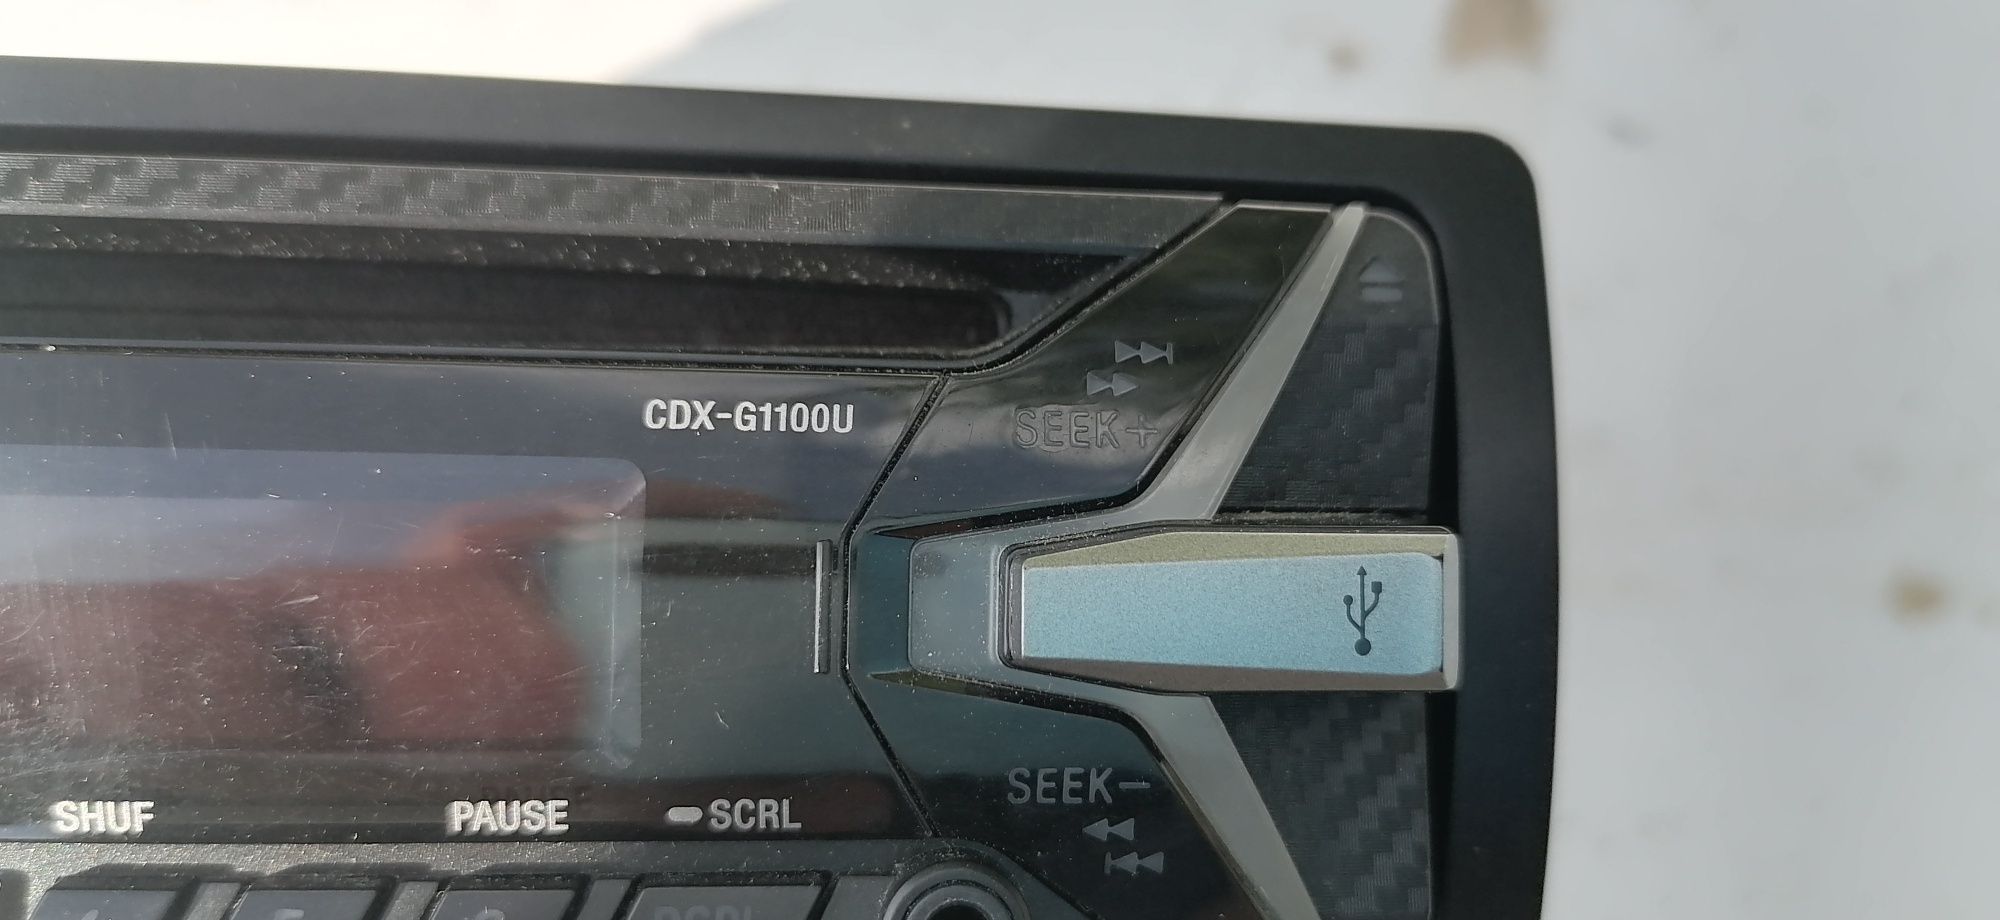 CDX-G1100U
SEEK+
SEEK−
SHUF
PAUSE
SCRL